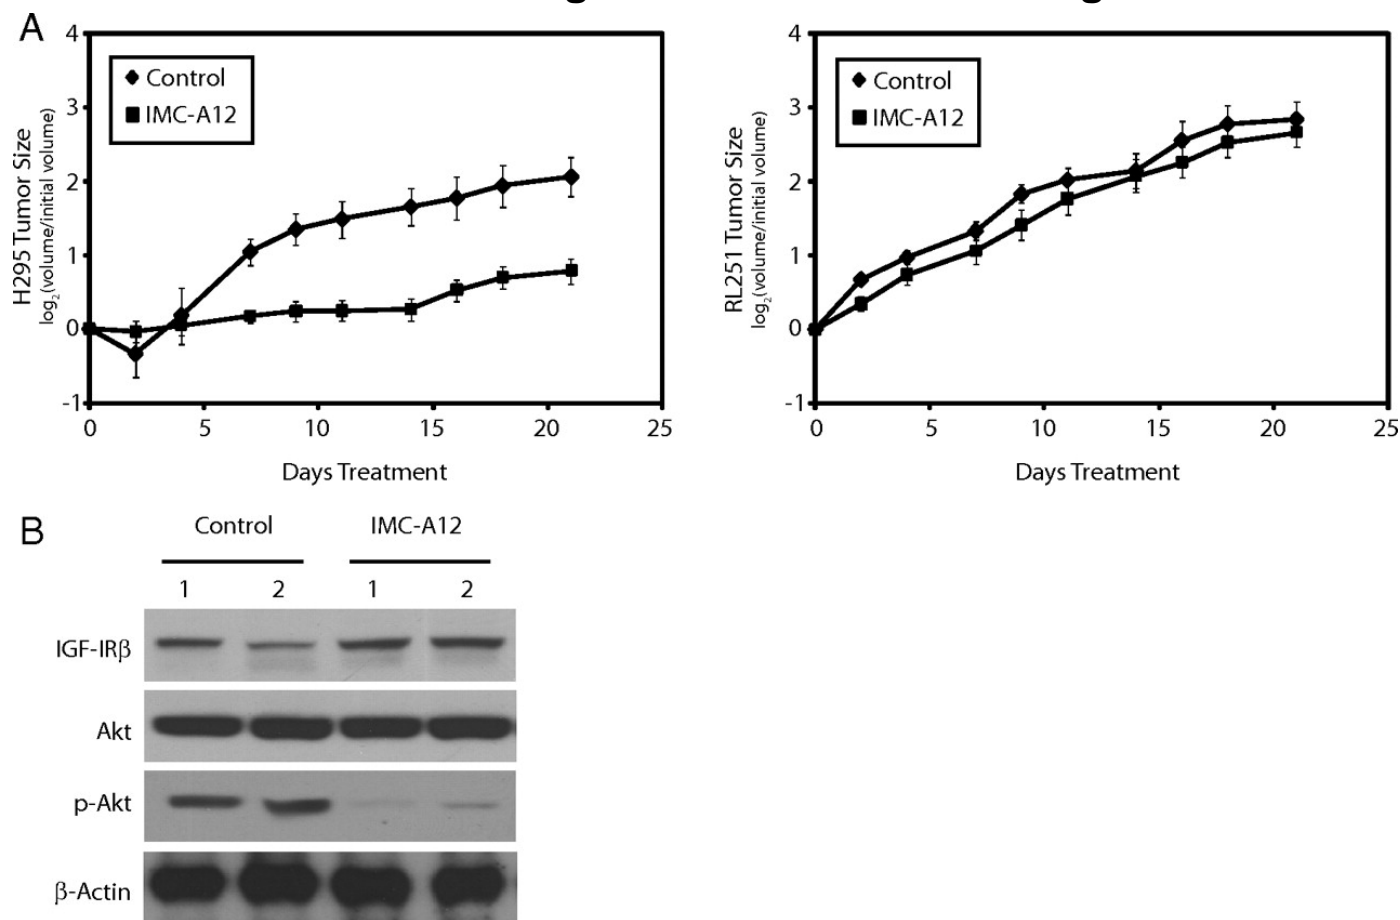 A
H295 Tumor Size
log2(volume/initial volume)
4
3
2
1
0
-1
Control
IMC-A12
0 5 10 15 20 25
Days Treatment
RL251 Tumor Size
log2(volume/initial volume)
4
3
2
1
0
-1
Control
IMC-A12
0 5 10 15 20 25
Days Treatment
B
Control IMC-A12
1 2 1 2
IGF-IRβ
Akt
p-Akt
β-Actin